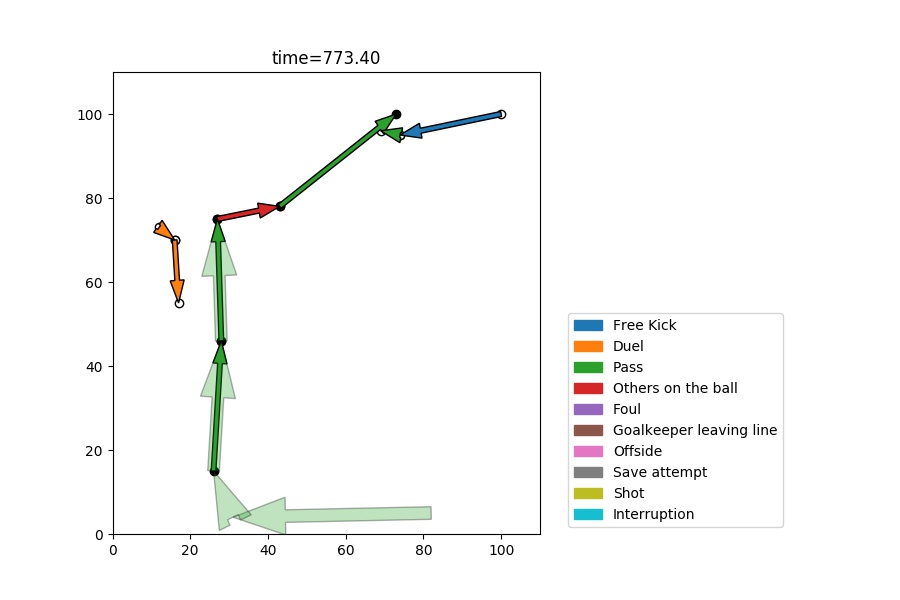 time=773.40
100
80
60
40
20
0
0 20 40 60 80 100
Free Kick
Duel
Pass
Others on the ball
Foul
Goalkeeper leaving line
Offside
Save attempt
Shot
Interruption